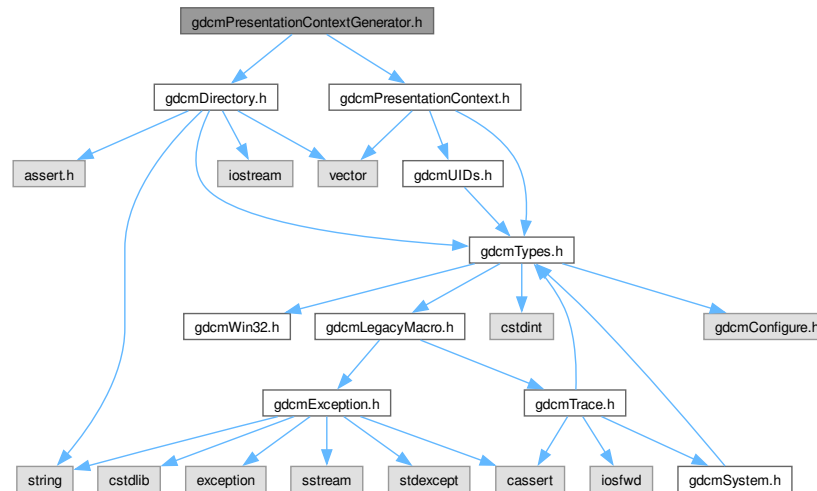 gdcmPresentationContextGenerator.h
gdcmDirectory.h
gdcmPresentationContext.h
assert.h
iostream
vector
gdcmUIDs.h
gdcmTypes.h
gdcmWin32.h
gdcmLegacyMacro.h
cstdint
gdcmConfigure.h
gdcmException.h
gdcmTrace.h
string
cstdlib
exception
sstream
stdexcept
cassert
iosfwd
gdcmSystem.h